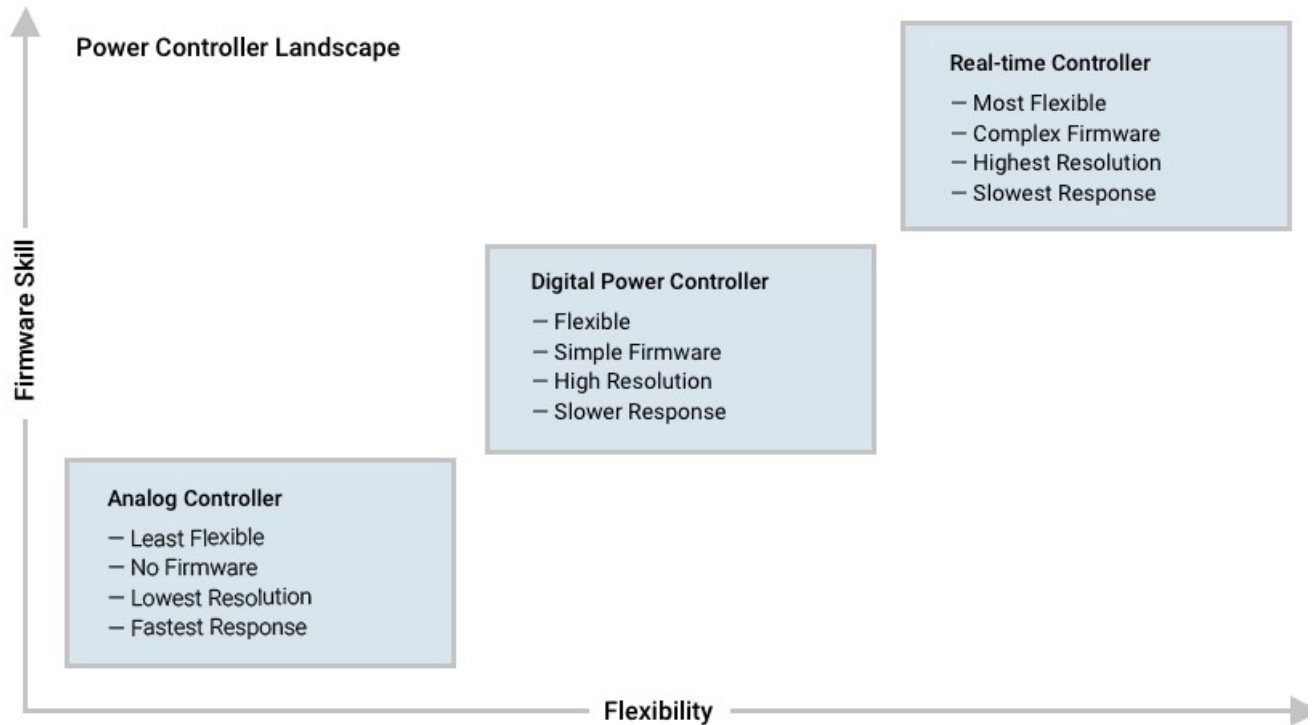 Power Controller Landscape
Real-time Controller
– Most Flexible
– Complex Firmware
– Highest Resolution
– Slowest Response
Firmware Skill
Digital Power Controller
– Flexible
– Simple Firmware
– High Resolution
– Slower Response
Analog Controller
– Least Flexible
– No Firmware
– Lowest Resolution
– Fastest Response
Flexibility